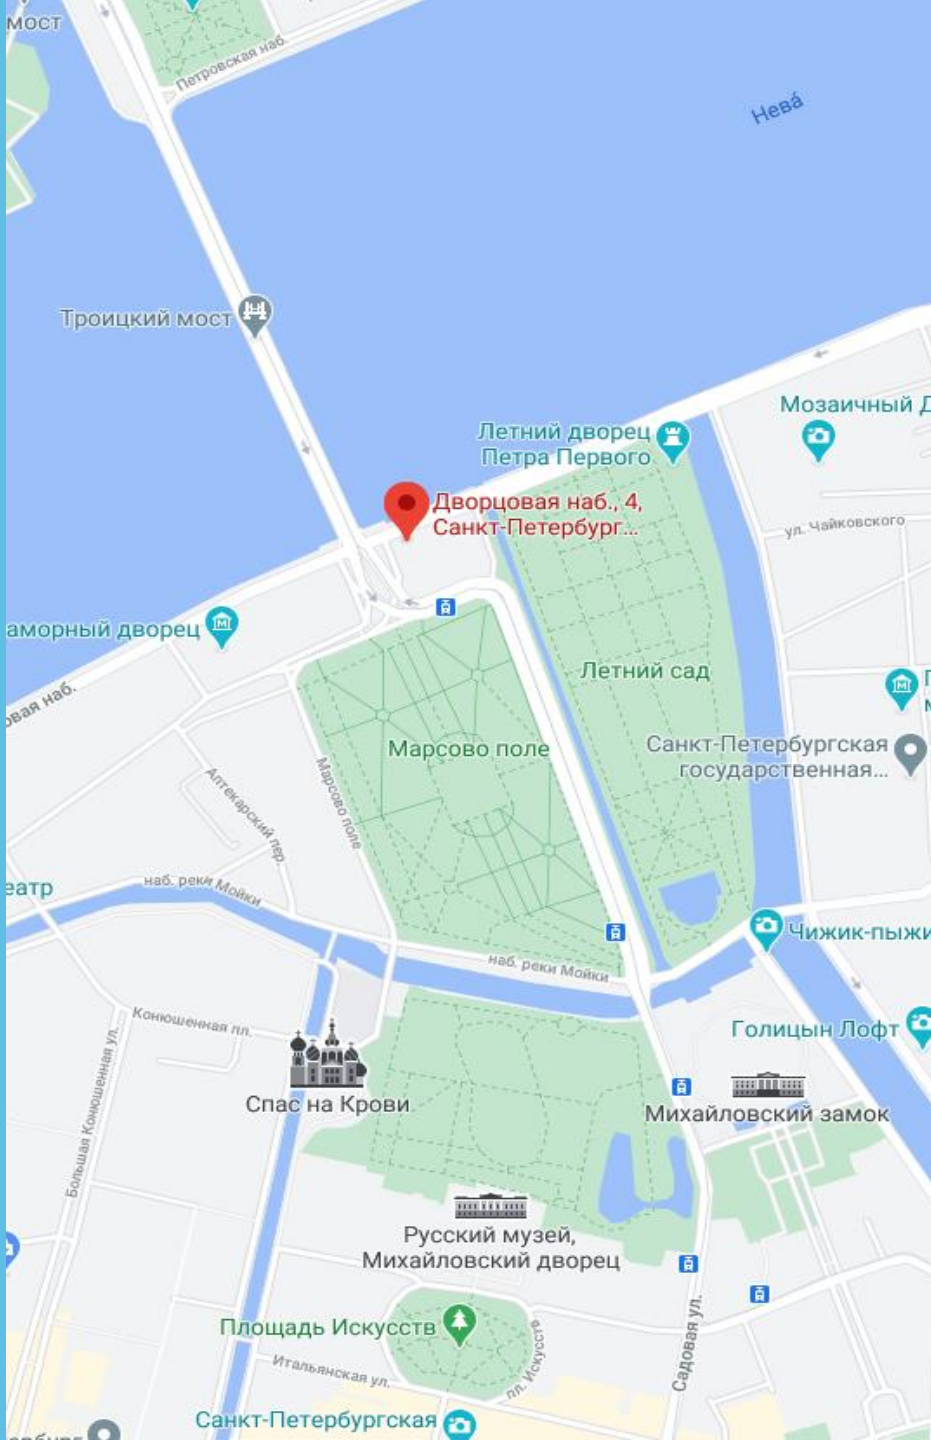 мост
Петровская наб.
Нева́
Троицкий мост
Мозаичный Д
Летний дворец
Петра Первого
Дворцовая наб., 4,
Санкт-Петербург...
ул. Чайковского
аморный дворец
Летний сад
овая наб.
Марсово поле
Санкт-Петербургская
государственная...
Марсово поле
Аптекарский пер.
еатр
наб. реки Мойки
Чижик-пыжи
наб. реки Мойки
Конюшенная пл.
Голицын Лофт
Спас на Крови
Михайловский замок
Большая Конюшенная ул.
Русский музей,
Михайловский дворец
Площадь Искусств
пл. Искусств
Садовая ул.
Итальянская ул.
Санкт-Петербургская